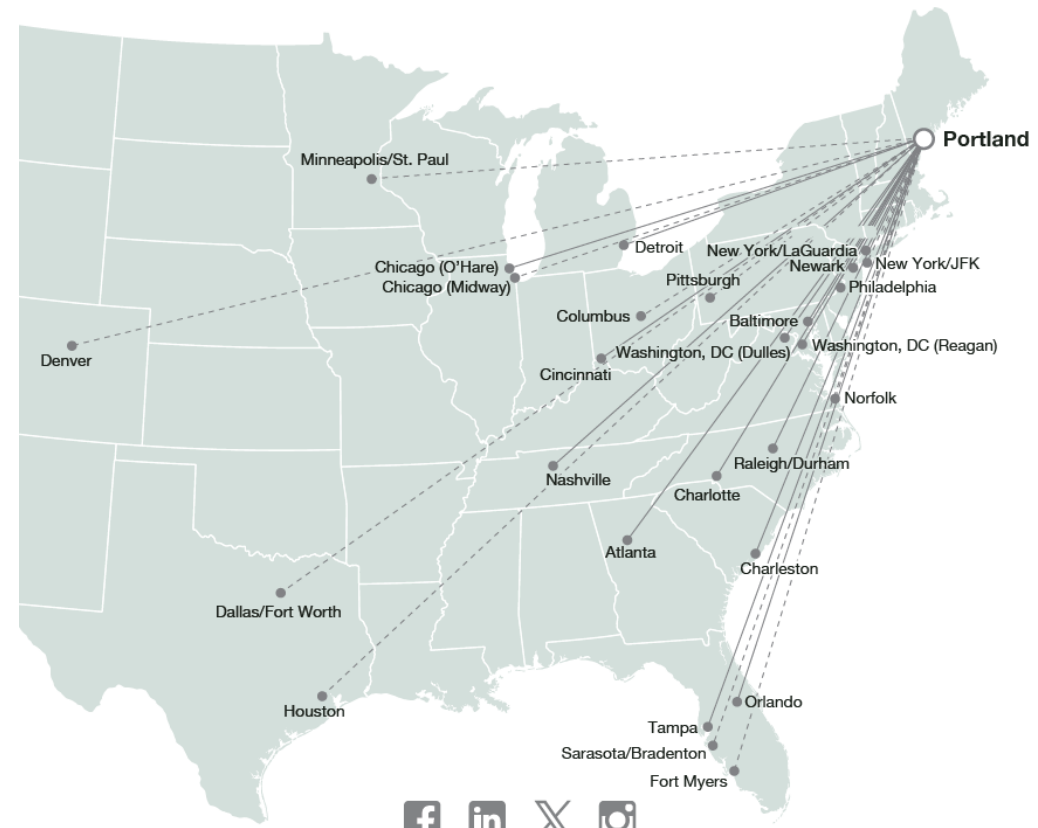 Portland
Minneapolis/St. Paul
Detroit
New York/LaGuardia
Chicago (O'Hare)
Newark
New York/JFK
Pittsburgh
Chicago (Midway)
Philadelphia
Columbus
Baltimore
Washington, DC (Dulles)
Washington, DC (Reagan)
Denver
Cincinnati
Norfolk
Raleigh/Durham
Nashville
Charlotte
Atlanta
Charleston
Dallas/Fort Worth
Orlando
Houston
Tampa
Sarasota/Bradenton
Fort Myers